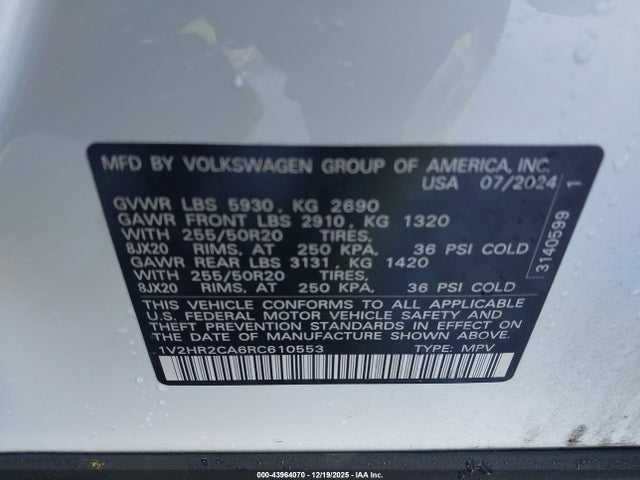 MFD BY VOLKSWAGEN GROUP OF AMERICA, INC.
USA 07/2024
GVWR LBS 5930, KG 2690
GAWR FRONT LBS 2910, KG 1320
WITH 255/50R20 TIRES,
8JX20 RIMS, AT 250 KPA, 36 PSI COLD
GAWR REAR LBS 3131, KG 1420
WITH 255/50R20 TIRES,
8JX20 RIMS, AT 250 KPA, 36 PSI COLD
THIS VEHICLE CONFORMS TO ALL APPLICABLE
U.S. FEDERAL MOTOR VEHICLE SAFETY
STANDARDS IN EFFECT ON
THE DATE OF MANUFACTURE SHOWN ABOVE
1V2HR2CA6RC610553 TYPE: MPV
3140599 1
000-43964070 - 12/19/2025 - IAA Inc.